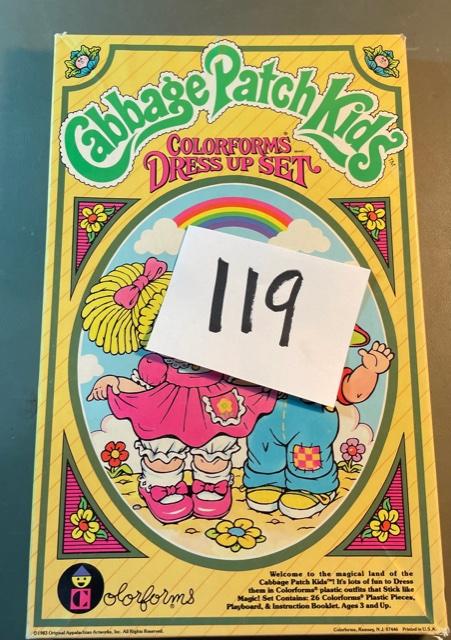 Cabbage Patch Kids™
COLORFORMS®
DRESS UP SET
119
Welcome to the magical land of the
Cabbage Patch Kids™! It's lots of fun to Dress
them in Colorforms® plastic outfits that Stick like
Magic! Set Contains: 26 Colorforms® Plastic Pieces,
Playboard, & Instruction Booklet. Ages 3 and Up.
C olorforms®
©1983 Original Appalachian Artworks, Inc. All Rights Reserved.
Colorforms, Ramsey, N.J. 07446 Printed in U.S.A.